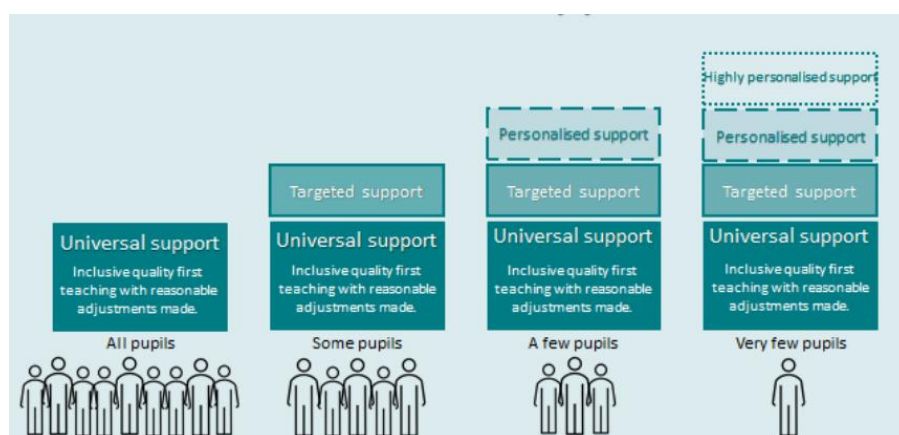 Highly personalised support
Personalised support
Personalised support
Targeted support
Targeted support
Targeted support
Universal support
Inclusive quality first
teaching with reasonable
adjustments made.
Universal support
Inclusive quality first
teaching with reasonable
adjustments made.
Universal support
Inclusive quality first
teaching with reasonable
adjustments made.
Universal support
Inclusive quality first
teaching with reasonable
adjustments made.
All pupils
Some pupils
A few pupils
Very few pupils